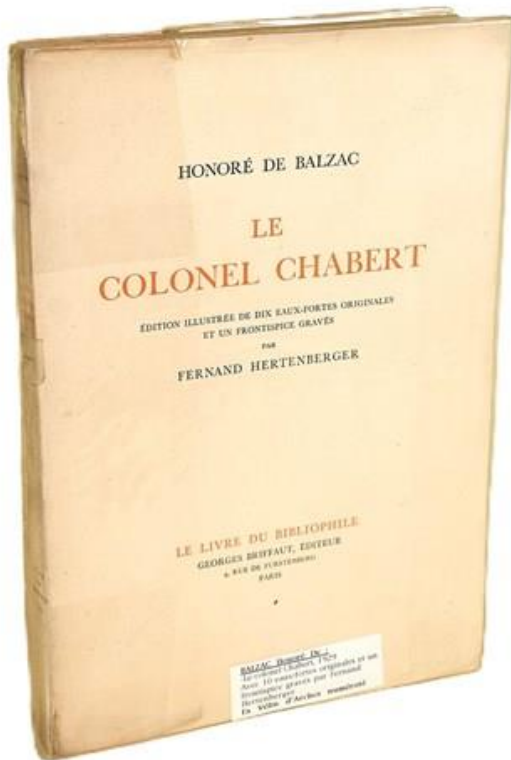 HONORÉ DE BALZAC
LE
COLONEL CHABERT
ÉDITION ILLUSTRÉE DE DIX EAUX-FORTES ORIGINALES
ET UN FRONTISPICE GRAVÉS
PAR
FERNAND HERTENBERGER
LE LIVRE DU BIBLIOPHILE
GEORGES BRIFFAUT, EDITEUR
RUE DE FURSTENBERG
PARIS
BALZAC Honoré De :
Le colonel Chabert, 1929
Avec 10 eaux-fortes originales et un
frontispice gravés par Fernand
Hertenberger
Ex Vélin d'Arches numéroté